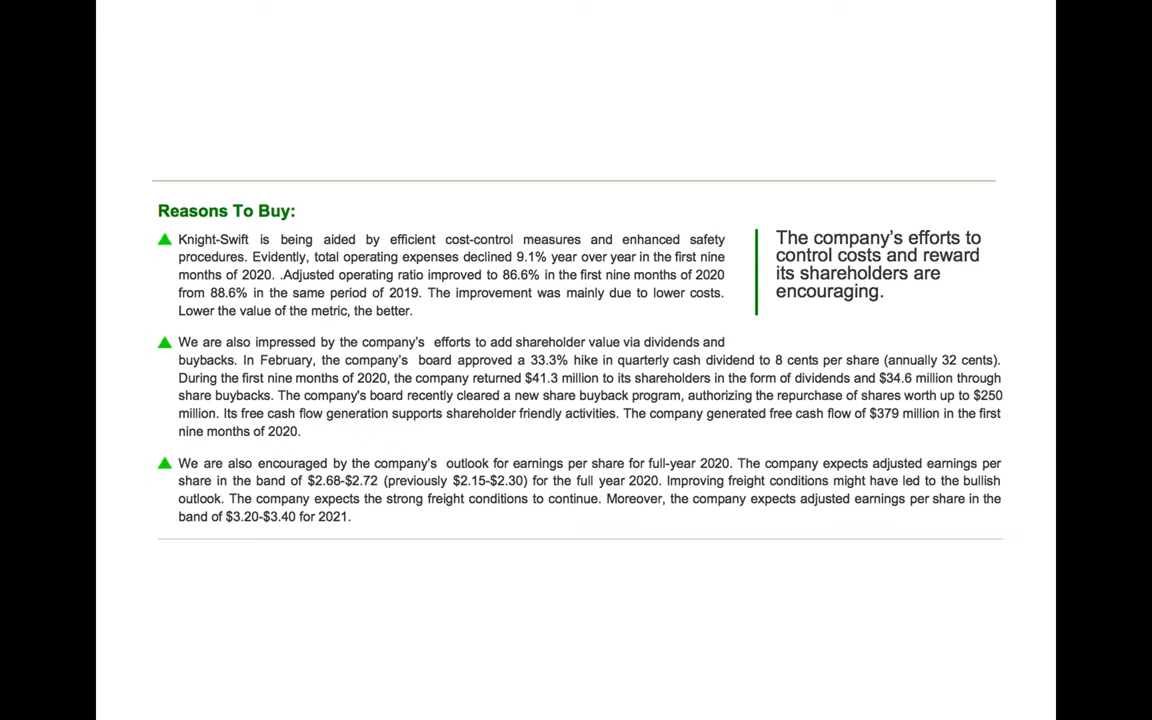 Reasons To Buy:
Knight-Swift is being aided by efficient cost-control measures and enhanced safety
procedures. Evidently, total operating expenses declined 9.1% year over year in the first nine
months of 2020. .Adjusted operating ratio improved to 86.6% in the first nine months of 2020
from 88.6% in the same period of 2019. The improvement was mainly due to lower costs.
Lower the value of the metric, the better.
The company's efforts to
control costs and reward
its shareholders are
encouraging.
We are also impressed by the company's efforts to add shareholder value via dividends and
buybacks. In February, the company's board approved a 33.3% hike in quarterly cash dividend to 8 cents per share (annually 32 cents).
During the first nine months of 2020, the company returned $41.3 million to its shareholders in the form of dividends and $34.6 million through
share buybacks. The company's board recently cleared a new share buyback program, authorizing the repurchase of shares worth up to $250
million. Its free cash flow generation supports shareholder friendly activities. The company generated free cash flow of $379 million in the first
nine months of 2020.
We are also encouraged by the company's outlook for earnings per share for full-year 2020. The company expects adjusted earnings per
share in the band of $2.68-$2.72 (previously $2.15-$2.30) for the full year 2020. Improving freight conditions might have led to the bullish
outlook. The company expects the strong freight conditions to continue. Moreover, the company expects adjusted earnings per share in the
band of $3.20-$3.40 for 2021.